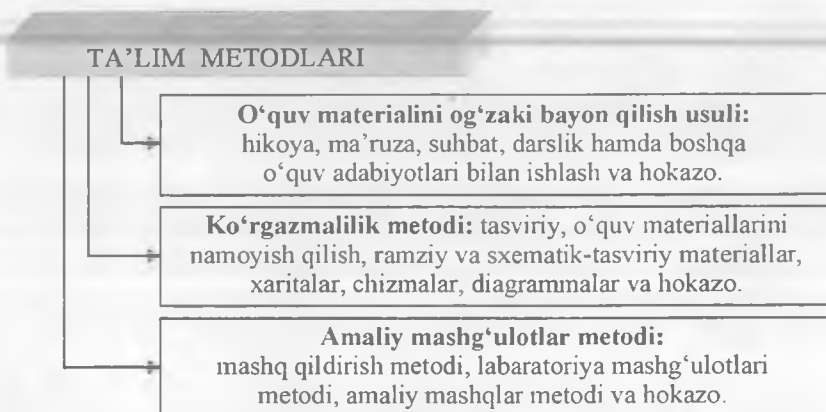 TA’LIM METODLARI
O‘quv materialini og‘zaki bayon qilish usuli:
hikoya, ma’ruza, suhbat, darslik hamda boshqa
o‘quv adabiyotlari bilan ishlash va hokazo.
Ko‘rgazmalilik metodi: tasviriy, o‘quv materiallarini
namoyish qilish, ramziy va sxematik-tasviriy materiallar,
xaritalar, chizmalar, diagrammalar va hokazo.
Amaliy mashg‘ulotlar metodi:
mashq qildirish metodi, labaratoriya mashg‘ulotlari
metodi, amaliy mashqlar metodi va hokazo.